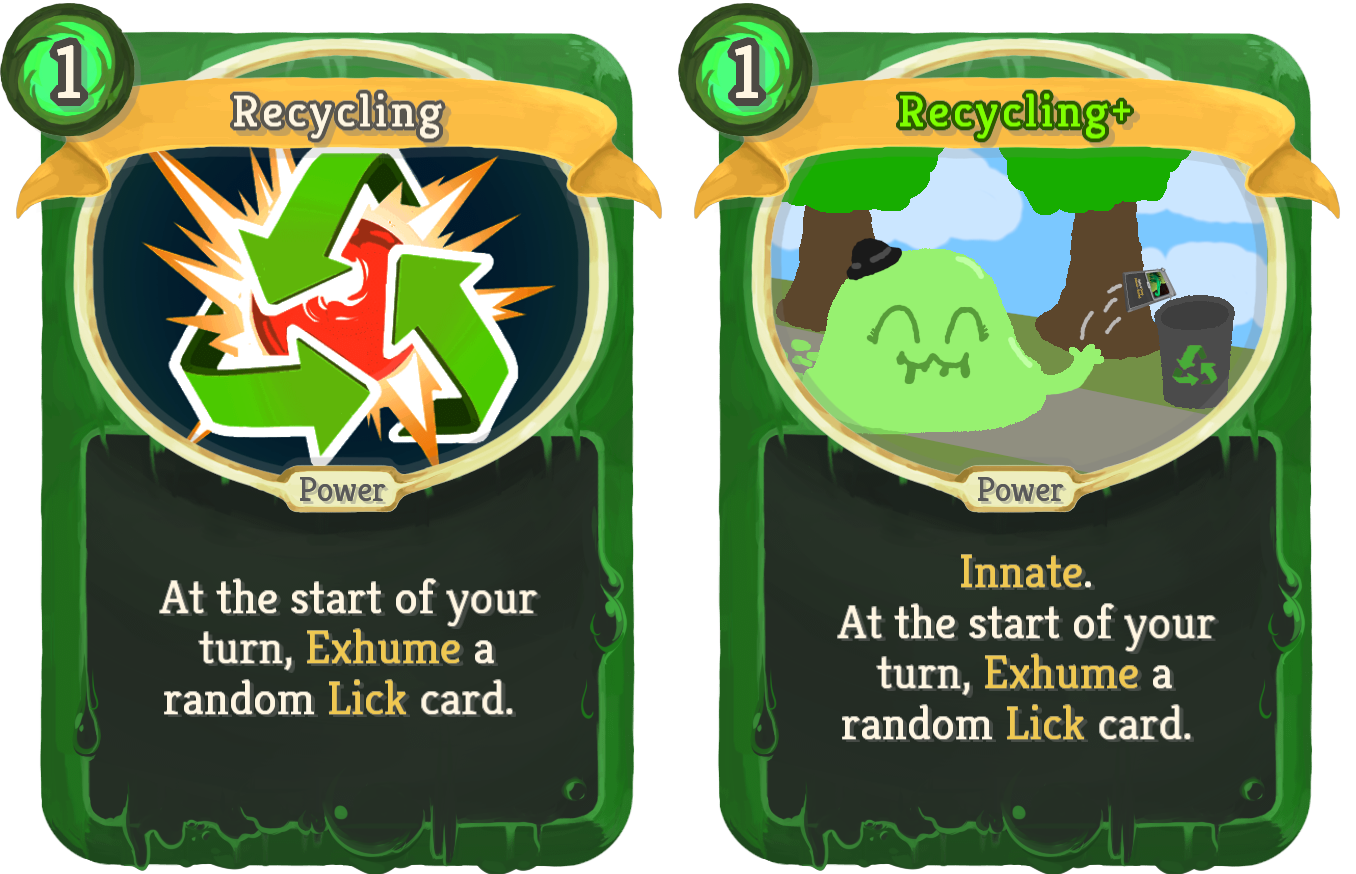 1
Recycling
Power
At the start of your
turn, Exhume a
random Lick card.
1
Recycling+
Power
Innate.
At the start of your
turn, Exhume a
random Lick card.